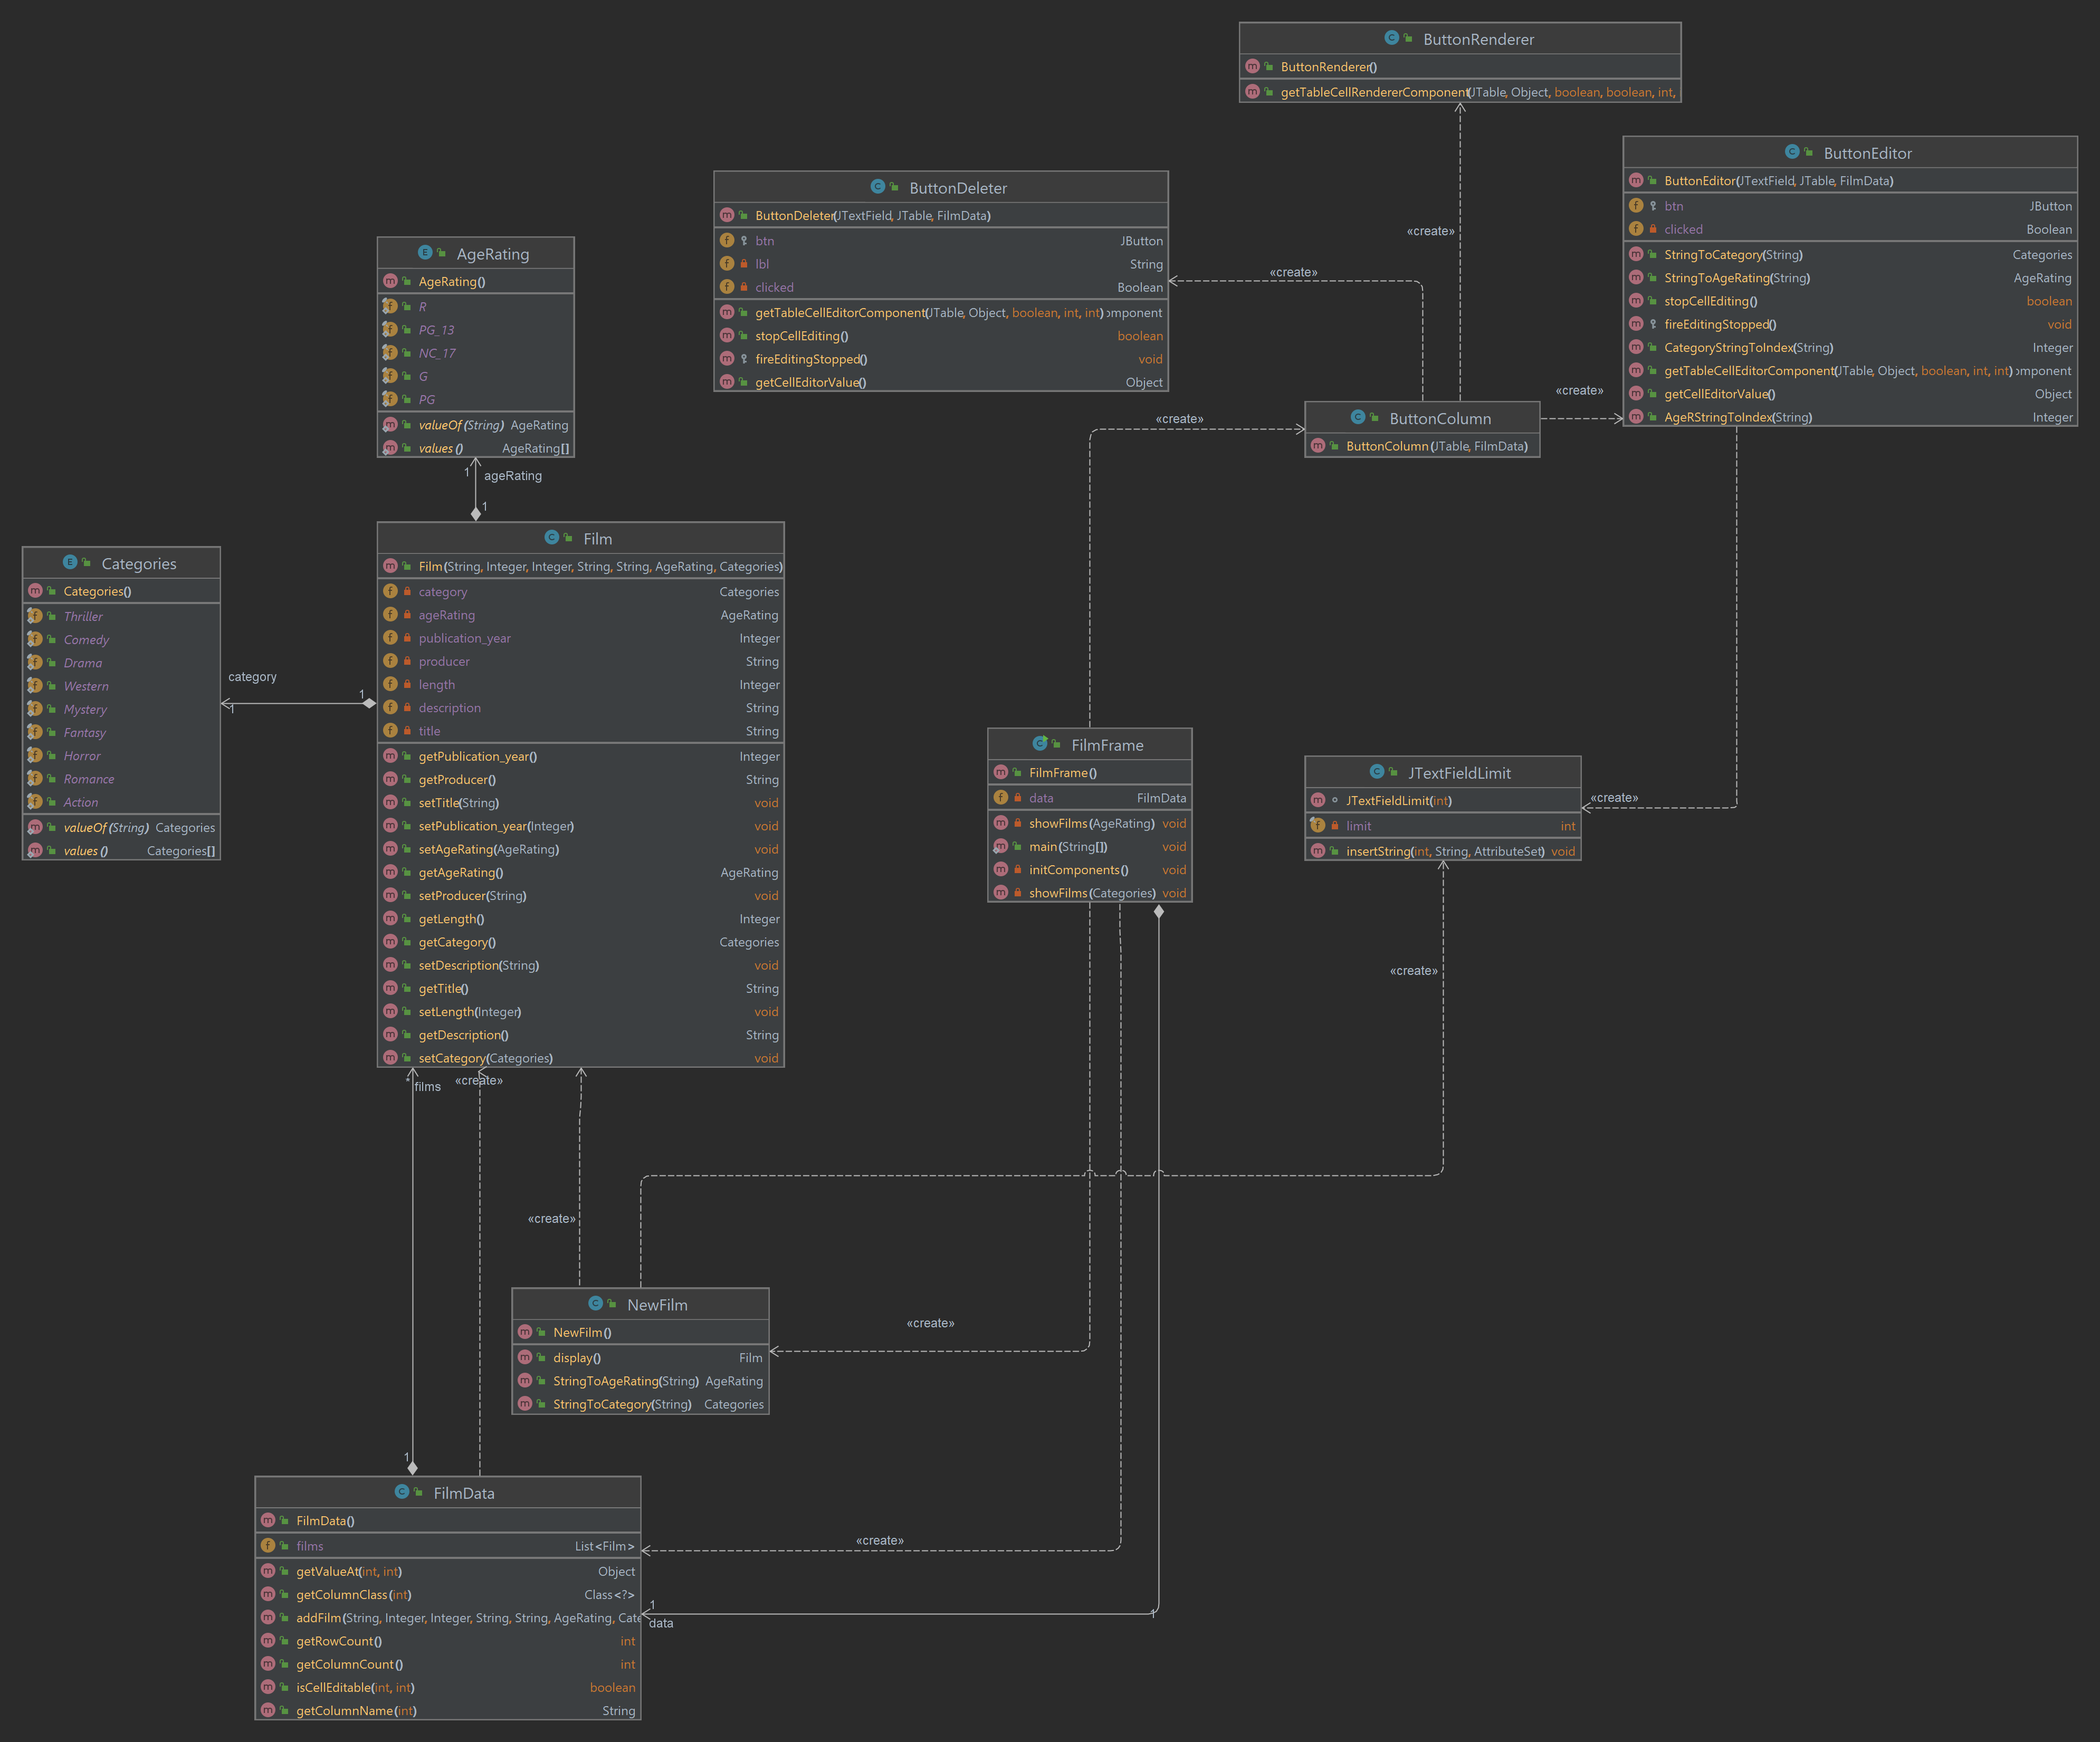 ButtonRenderer
ButtonRenderer()
getTableCellRendererComponent(JTable, Object, boolean, boolean, int,
ButtonEditor
ButtonEditor(JTextField, JTable, FilmData)
btn JButton
clicked Boolean
StringToCategory(String) Categories
StringToAgeRating(String) AgeRating
stopCellEditing() boolean
fireEditingStopped() void
CategoryStringToIndex(String) Integer
getTableCellEditorComponent(JTable, Object, boolean, int, int) omponent
getCellEditorValue() Object
AgeRStringToIndex(String) Integer
ButtonDeleter
ButtonDeleter(JTextField, JTable, FilmData)
btn JButton
lbl String
clicked Boolean
getTableCellEditorComponent(JTable, Object, boolean, int, int) omponent
stopCellEditing() boolean
fireEditingStopped() void
getCellEditorValue() Object
«create»
«create»
«create»
«create»
ButtonColumn
ButtonColumn(JTable, FilmData)
AgeRating
AgeRating()
R
PG_13
NC_17
G
PG
valueOf(String) AgeRating
values() AgeRating[]
1
ageRating
1
Film
Film(String, Integer, Integer, String, String, AgeRating, Categories)
category Categories
ageRating AgeRating
publication_year Integer
producer String
length Integer
description String
title String
getPublication_year() Integer
getProducer() String
setTitle(String) void
setPublication_year(Integer) void
setAgeRating(AgeRating) void
getAgeRating() AgeRating
setProducer(String) void
getLength() Integer
getCategory() Categories
setDescription(String) void
getTitle() String
setLength(Integer) void
getDescription() String
setCategory(Categories) void
Categories
Categories()
Thriller
Comedy
Drama
Western
Mystery
Fantasy
Horror
Romance
Action
valueOf(String) Categories
values() Categories[]
category
1
1
FilmFrame
FilmFrame()
data FilmData
showFilms(AgeRating) void
main(String[]) void
initComponents() void
showFilms(Categories) void
JTextFieldLimit
JTextFieldLimit(int)
limit int
insertString(int, String, AttributeSet) void
«create»
«create»
*
films
«create»
«create»
NewFilm
NewFilm()
display() Film
StringToAgeRating(String) AgeRating
StringToCategory(String) Categories
«create»
1
FilmData
FilmData()
films List<Film>
getValueAt(int, int) Object
getColumnClass(int) Class<?>
addFilm(String, Integer, Integer, String, String, AgeRating, Cate
getRowCount() int
getColumnCount() int
isCellEditable(int, int) boolean
getColumnName(int) String
«create»
1
data
1